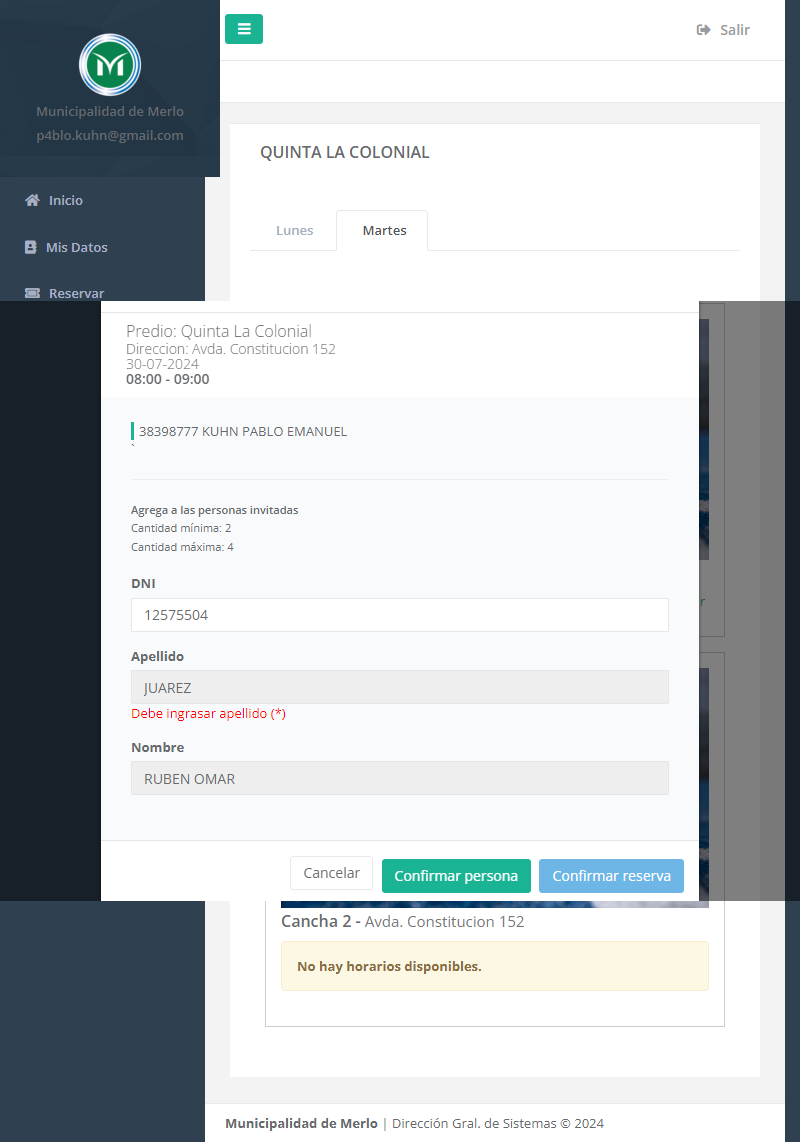 Municipalidad de Merlo
p4blo.kuhn@gmail.com
Inicio
Mis Datos
Reservar
Salir
QUINTA LA COLONIAL
Lunes
Martes
Predio: Quinta La Colonial
Direccion: Avda. Constitucion 152
30-07-2024
08:00 - 09:00
38398777 KUHN PABLO EMANUEL
`
Agrega a las personas invitadas
Cantidad mínima: 2
Cantidad máxima: 4
DNI
12575504
Apellido
JUAREZ
Debe ingrasar apellido (*)
Nombre
RUBEN OMAR
Cancelar
Confirmar persona
Confirmar reserva
Cancha 2 - Avda. Constitucion 152
No hay horarios disponibles.
Municipalidad de Merlo | Dirección Gral. de Sistemas © 2024